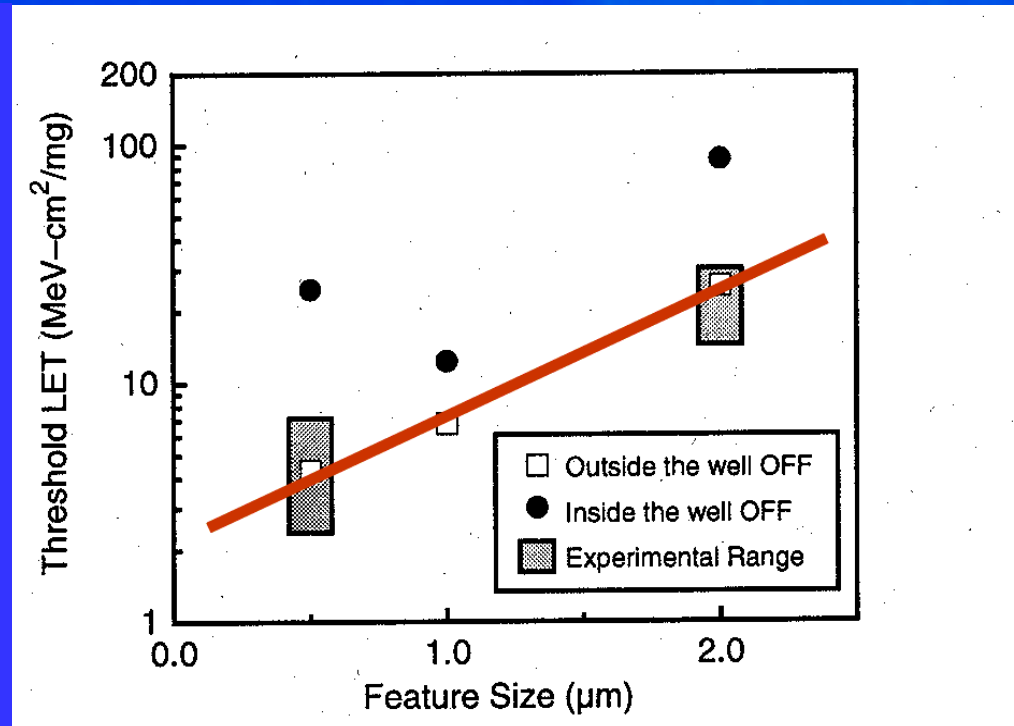 200
100
10
1
Threshold LET (MeV–cm²/mg)
Outside the well OFF
Inside the well OFF
Experimental Range
0.0
1.0
2.0
Feature Size (µm)